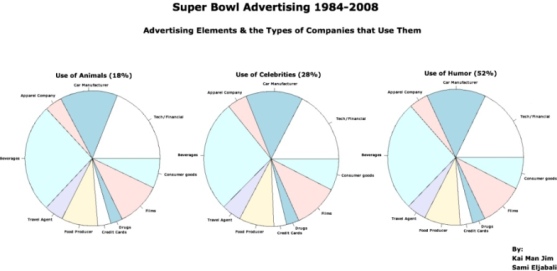 Super Bowl Advertising 1984-2008
Advertising Elements & the Types of Companies that Use Them
Use of Animals (18%)
Car Manufacturer
Apparel Company
Tech/Financial
Beverages
Consumer goods
Travel Agent
Films
Food Producer
Drugs
Credit Cards
Use of Celebrities (28%)
Car Manufacturer
Apparel Company
Tech/Financial
Beverages
Consumer goods
Travel Agent
Films
Food Producer
Drugs
Credit Cards
Use of Humor (52%)
Car Manufacturer
Apparel Company
Tech/Financial
Beverages
Consumer goods
Travel Agent
Films
Food Producer
Drugs
Credit Cards
By:
Kai Man Jim
Sami Eljabali